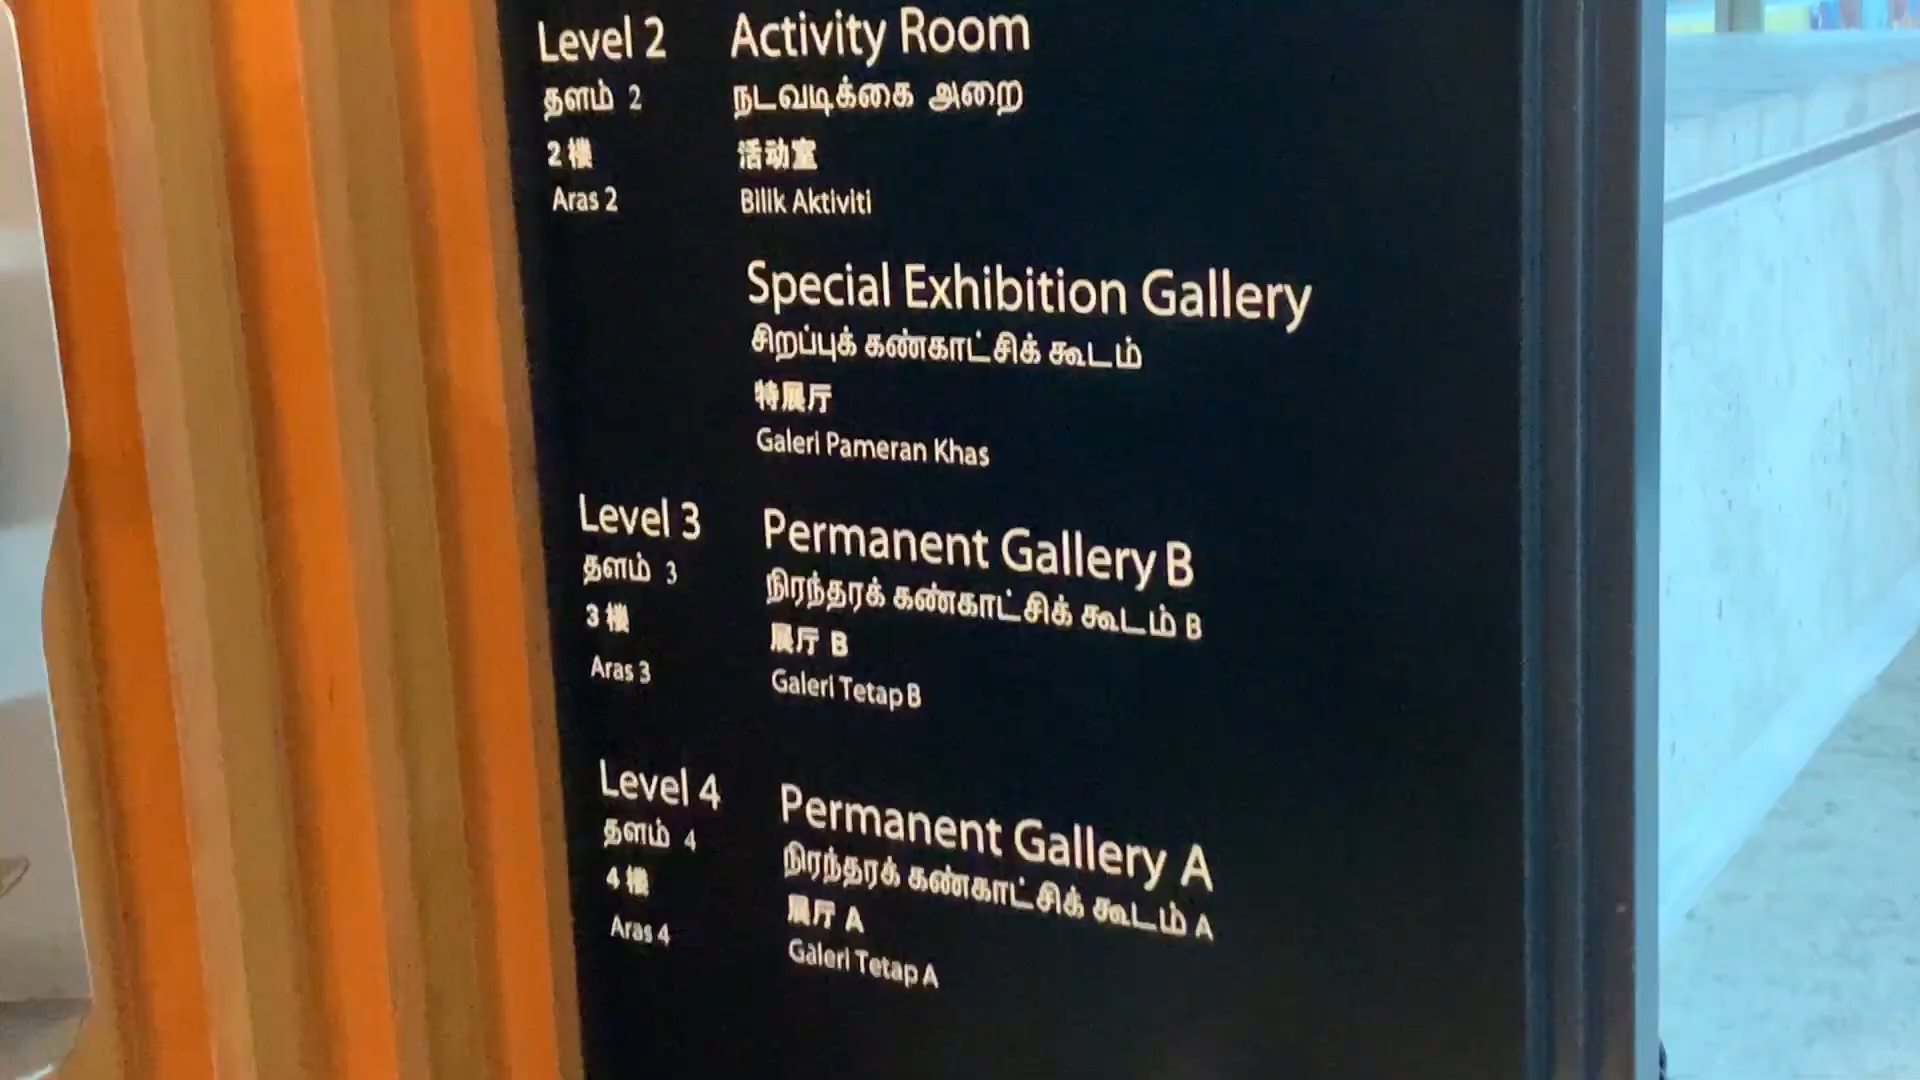 Level 2 Activity Room
தளம் 2 நடவடிக்கை அறை
2 楼 活动室
Aras 2 Bilik Aktiviti
Special Exhibition Gallery
சிறப்புக் கண்காட்சிக் கூடம்
特展厅
Galeri Pameran Khas
Level 3 Permanent Gallery B
தளம் 3 நிரந்தரக் கண்காட்சிக் கூடம் B
3 楼 展厅 B
Aras 3 Galeri Tetap B
Level 4 Permanent Gallery A
தளம் 4 நிரந்தரக் கண்காட்சிக் கூடம் A
4 楼 展厅 A
Aras 4 Galeri Tetap A